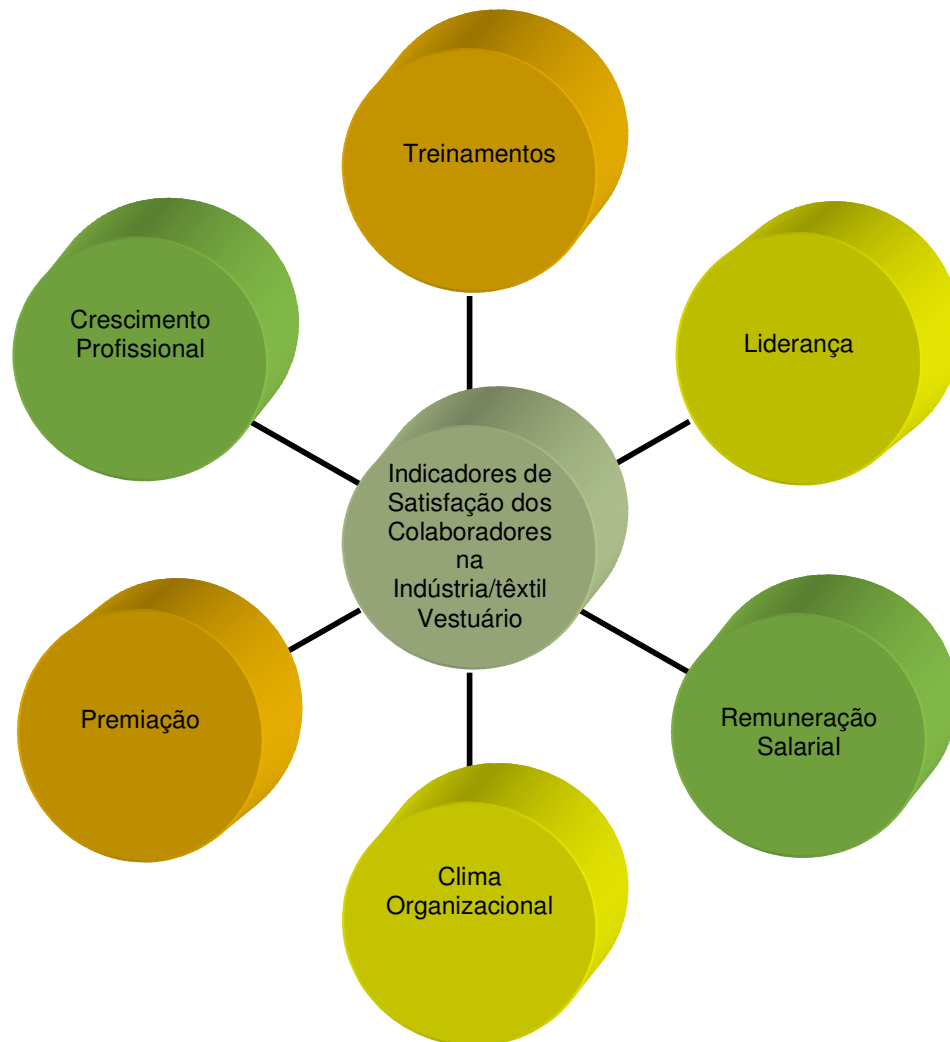 Treinamentos
Crescimento
Profissional
Liderança
Indicadores de
Satisfação dos
Colaboradores
na
Indústria/têxtil
Vestuário
Premiação
Remuneração
Salarial
Clima
Organizacional